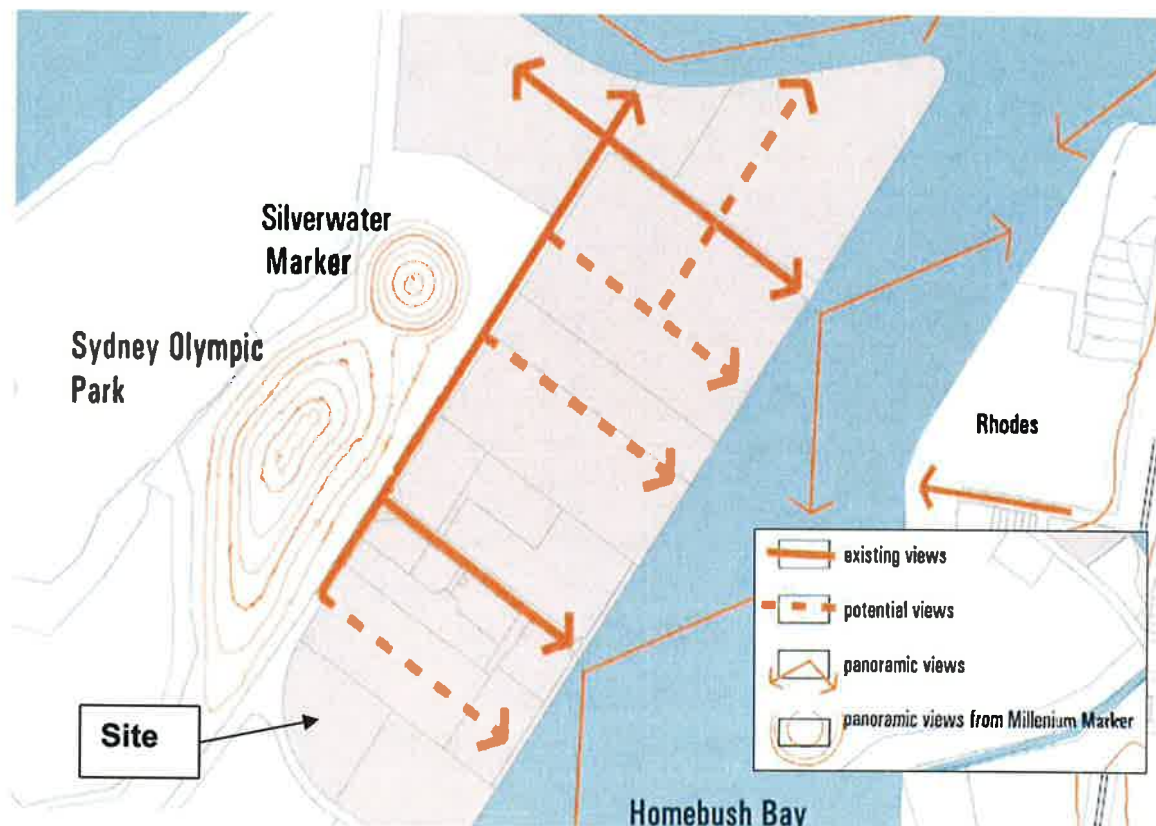 Silverwater
Marker
Sydney Olympic
Park
Rhodes
existing views
potential views
panoramic views
panoramic views from Millenium Marker
Site
Homebush Bay